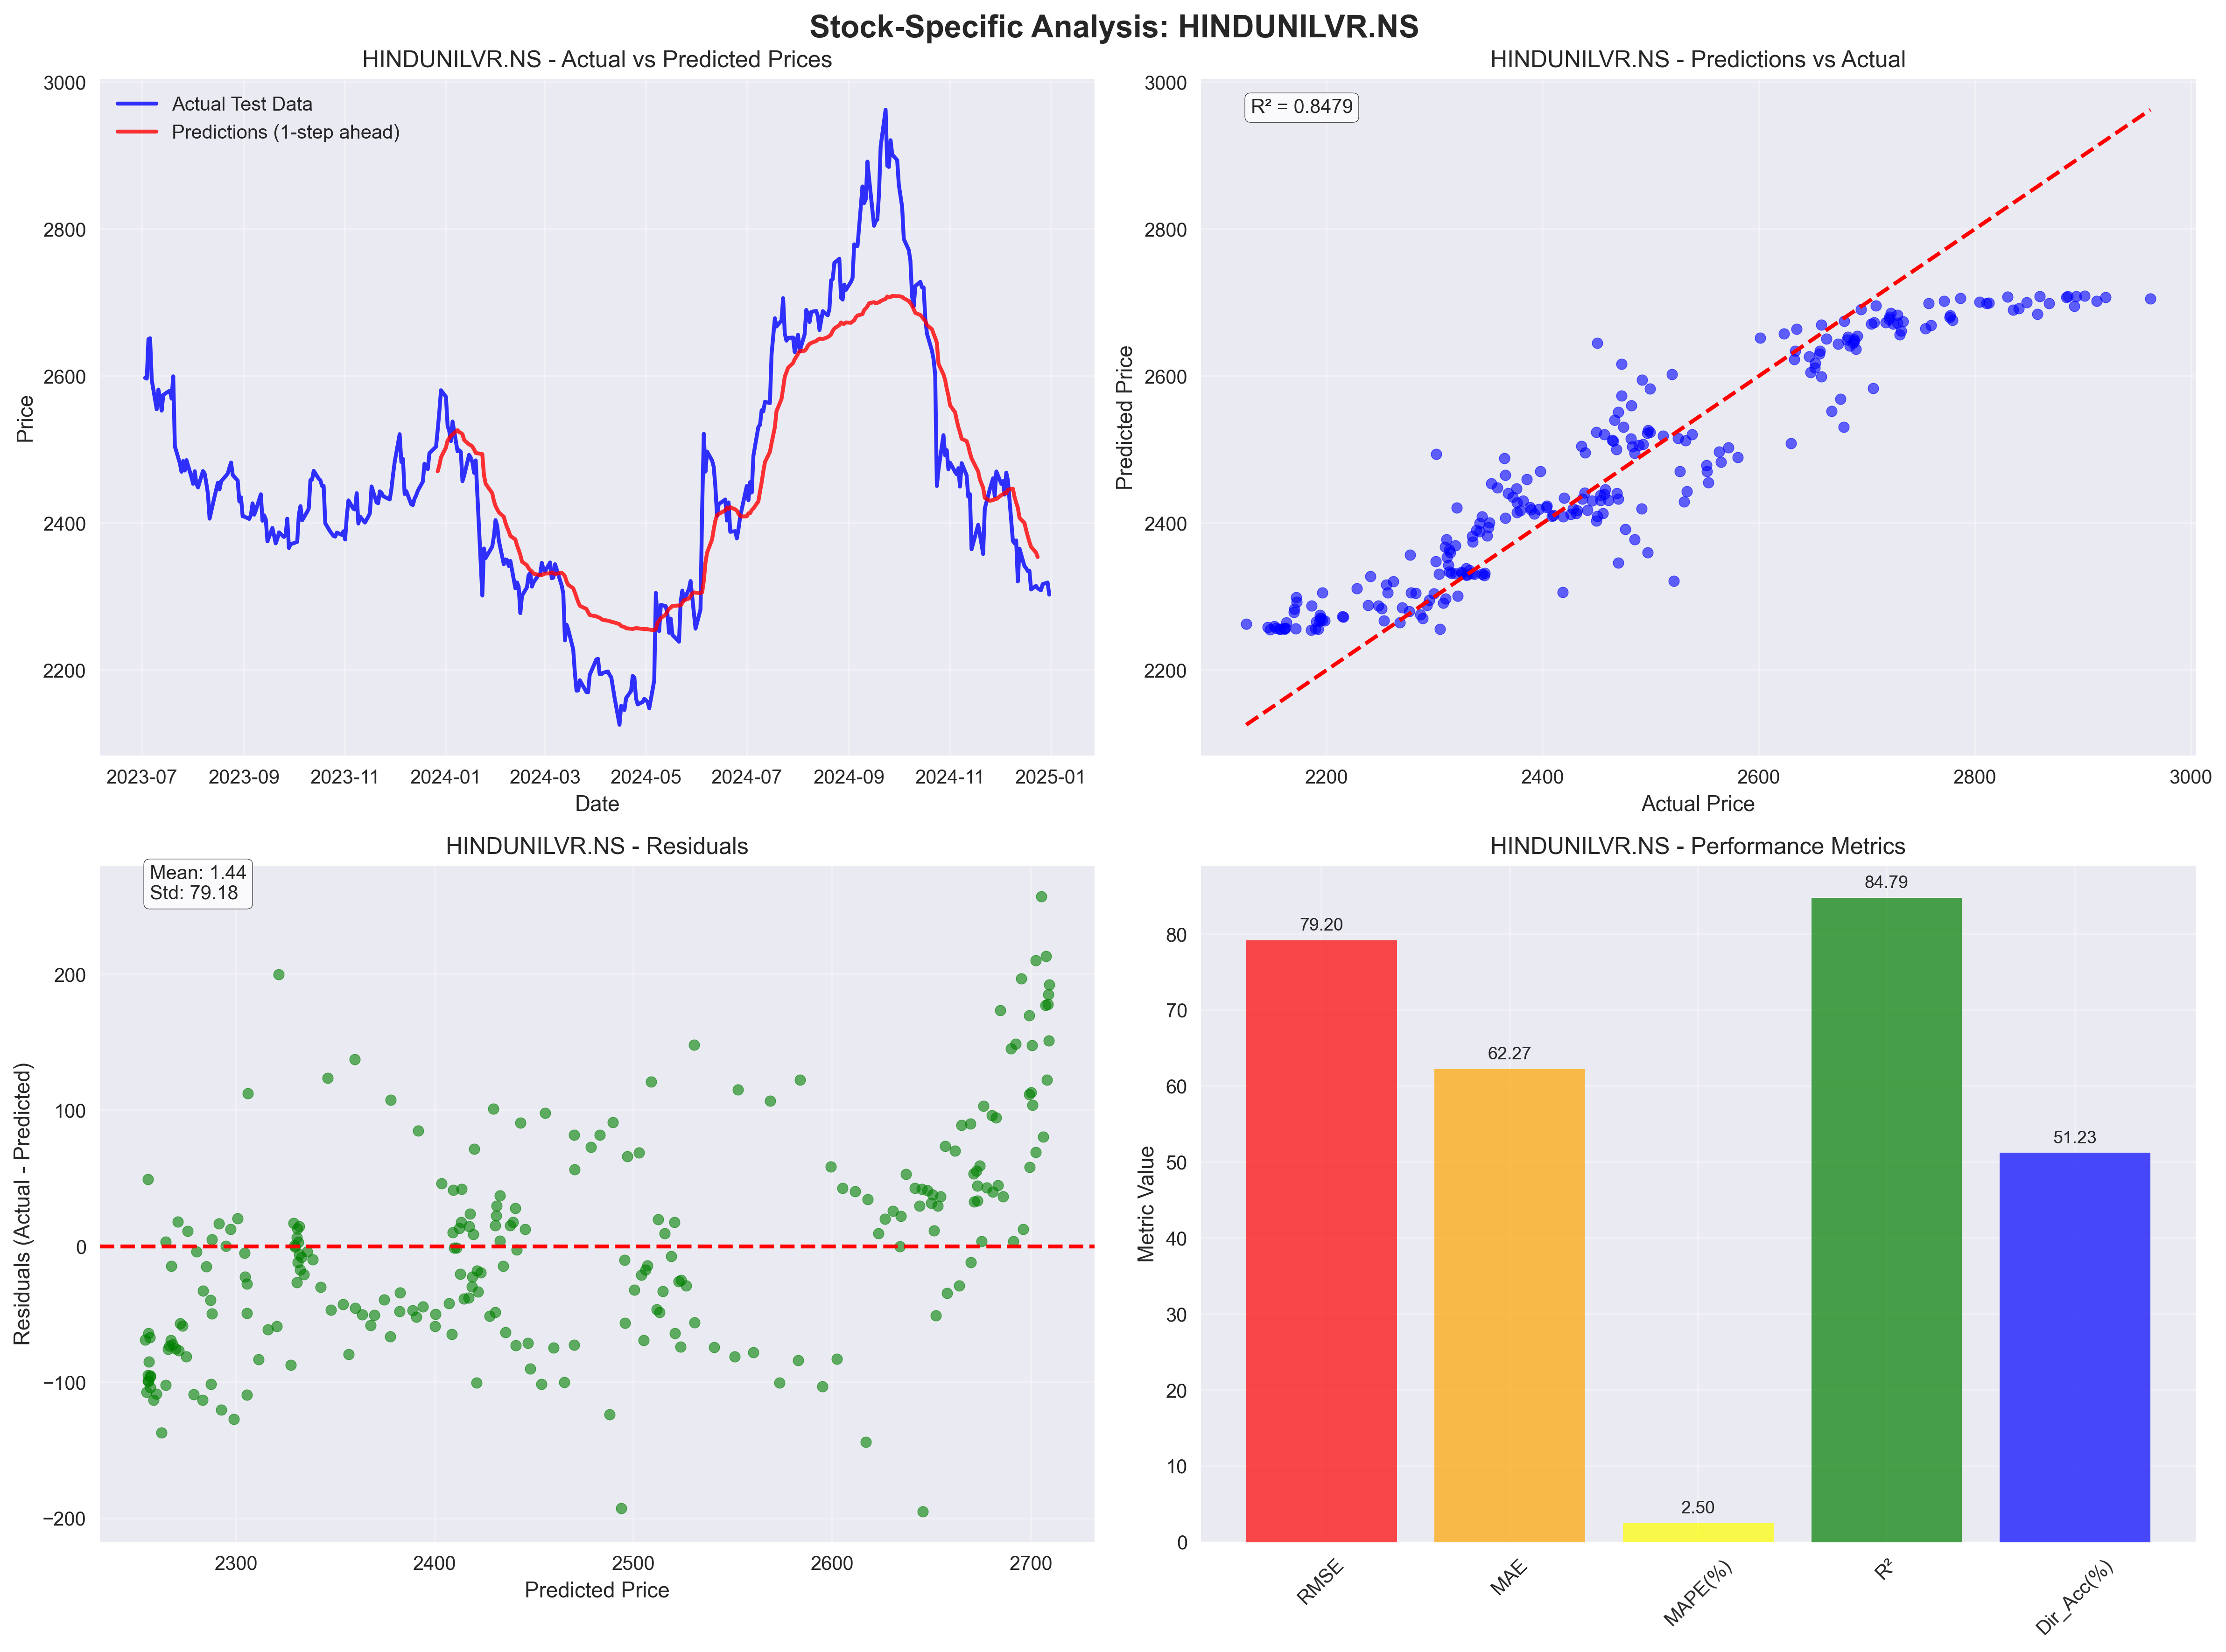 Stock-Specific Analysis: HINDUNILVR.NS
HINDUNILVR.NS - Actual vs Predicted Prices
Actual Test Data
Predictions (1-step ahead)
3000
2800
2600
2400
2200
Price
2023-07 2023-09 2023-11 2024-01 2024-03 2024-05 2024-07 2024-09 2024-11 2025-01
Date
HINDUNILVR.NS - Predictions vs Actual
R² = 0.8479
3000
2800
2600
2400
2200
Predicted Price
2200 2400 2600 2800 3000
Actual Price
HINDUNILVR.NS - Residuals
Mean: 1.44
Std: 79.18
200
100
0
−100
−200
Residuals (Actual - Predicted)
2300 2400 2500 2600 2700
Predicted Price
HINDUNILVR.NS - Performance Metrics
84.79
79.20
62.27
51.23
2.50
80
70
60
50
40
30
20
10
0
Metric Value
RMSE MAE MAPE(%) R² Dir_Acc(%)